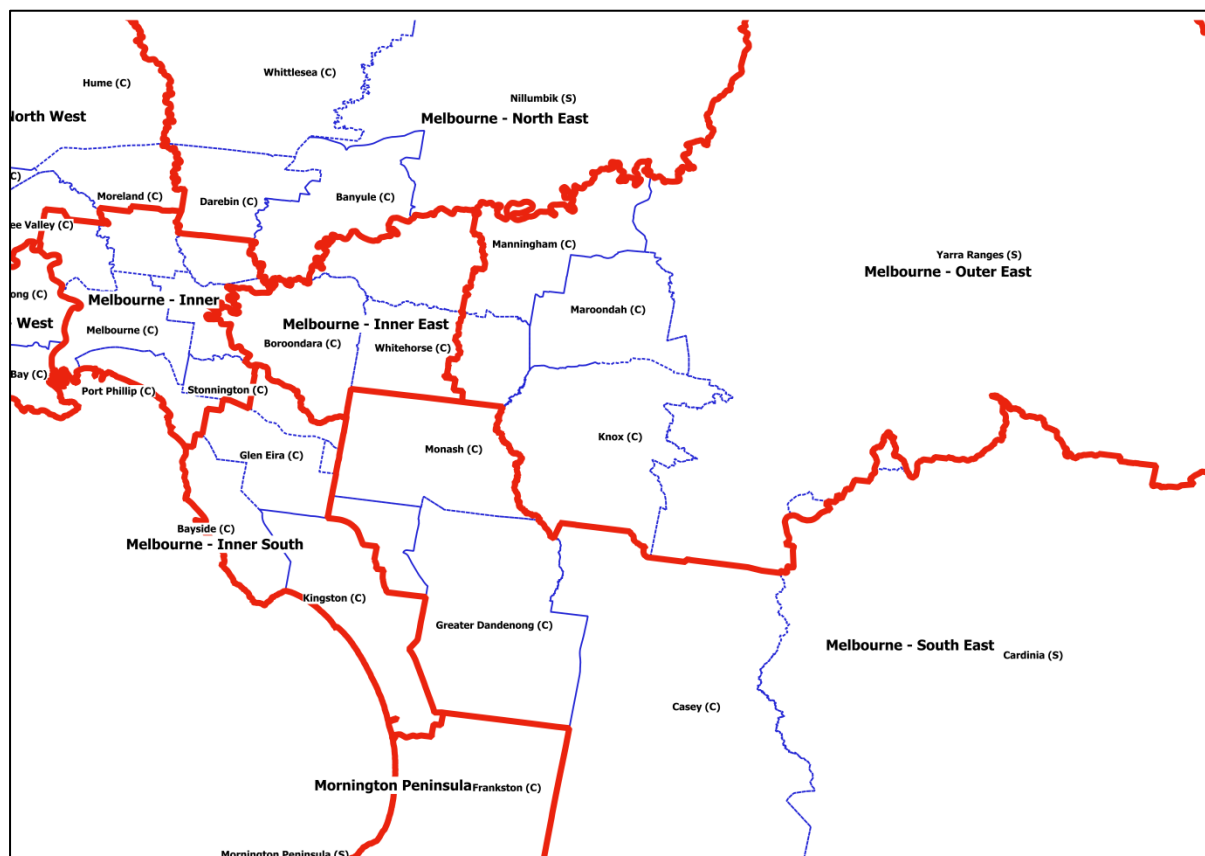 Whittlesea (C)
Hume (C)
Nillumbik (S)
North West
Melbourne - North East
C)
Moreland (C)
Darebin (C)
Banyule (C)
ee Valley (C)
Manningham (C)
Yarra Ranges (S)
Melbourne - Outer East
ong (C)
Melbourne - Inner
Maroondah (C)
West
Melbourne (C)
Melbourne - Inner East
Boroondara (C)
Whitehorse (C)
Bay (C)
Port Phillip (C)
Stonnington (C)
Knox (C)
Monash (C)
Glen Eira (C)
Bayside (C)
Melbourne - Inner South
Kingston (C)
Greater Dandenong (C)
Melbourne - South East
Cardinia (S)
Casey (C)
Mornington Peninsula
Frankston (C)
Mornington Peninsula (S)